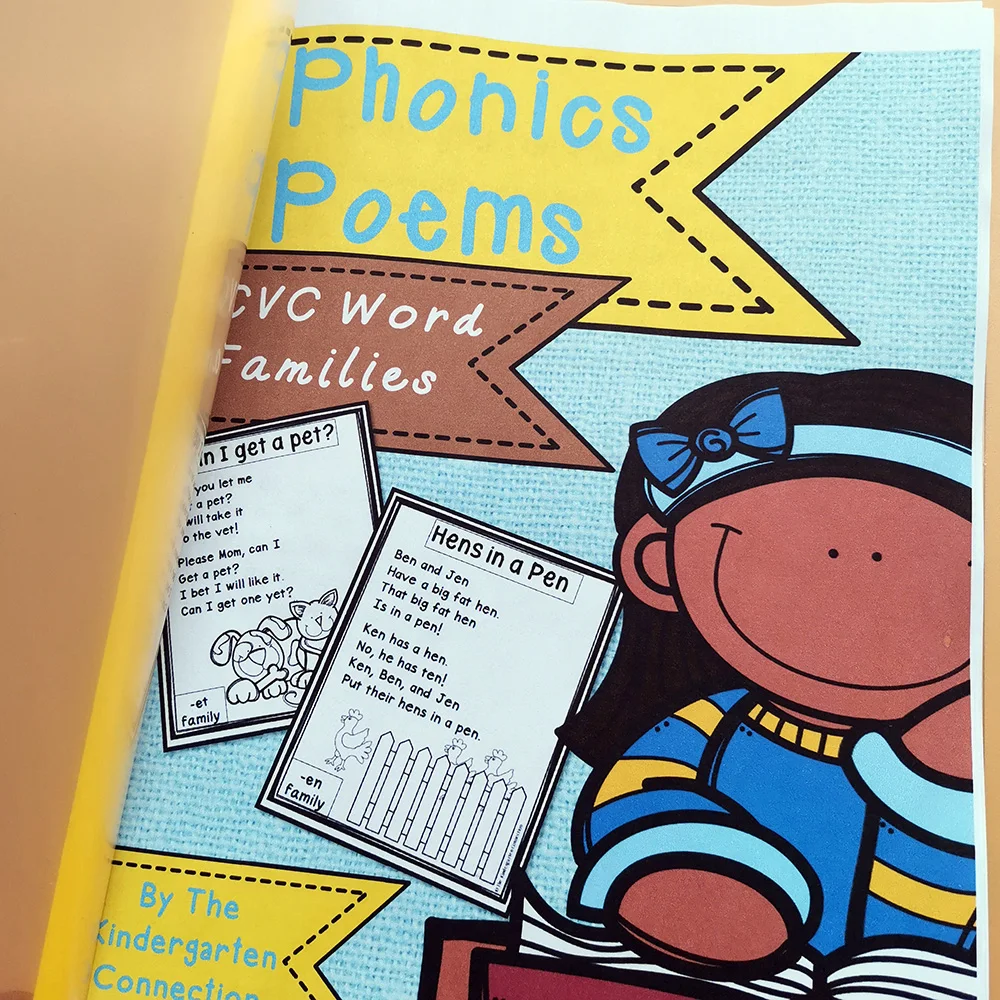 Phonics
Poems
CVC Word
Families
n I get a pet?
you let me
a pet?
will take it
o the vet!
Please Mom, can I
Get a pet?
I bet I will like it.
Can I get one yet?
-et
Family
Hens in a Pen
Ben and Jen
Have a big fat hen.
That big fat hen
Is in a pen!
Ken has a hen.
No, he has ten!
Ken, Ben, and Jen
Put their hens in a pen.
-en
Family
By The
Kindergarten
Connection